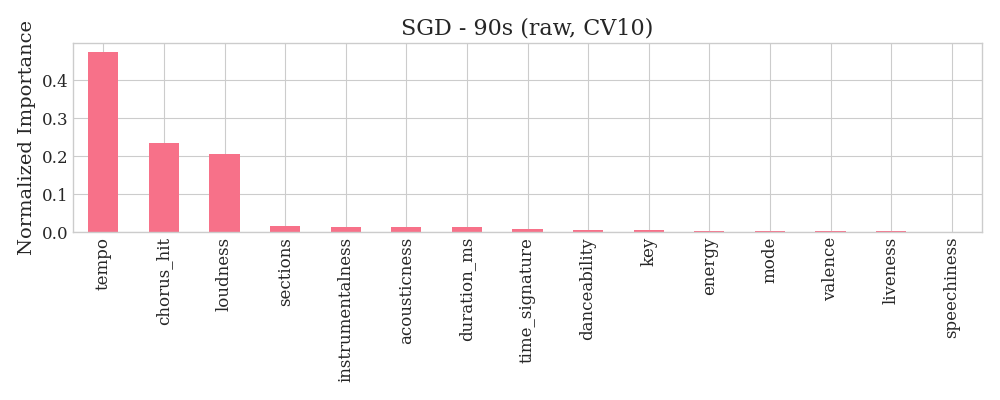 SGD - 90s (raw, CV10)
Normalized Importance
0.4
0.3
0.2
0.1
0.0
tempo
chorus_hit
loudness
sections
instrumentalness
acousticness
duration_ms
time_signature
danceability
key
energy
mode
valence
liveness
speechiness